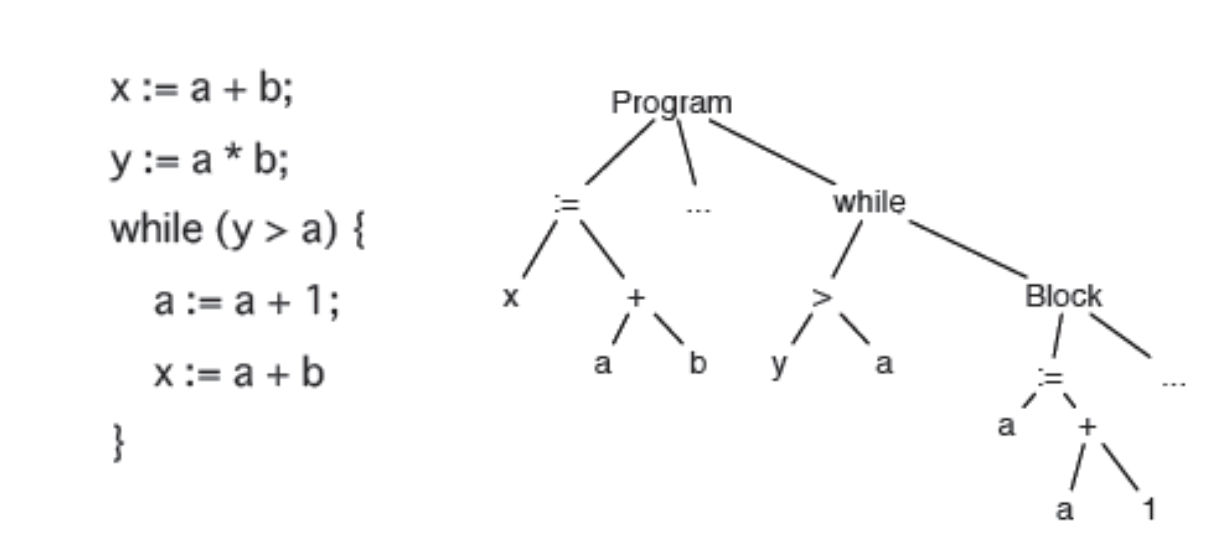 x := a + b;
y := a * b;
while (y > a) {
a := a + 1;
x := a + b
}
Program
:= ... while
x + > Block
a b y a := ...
a +
a 1